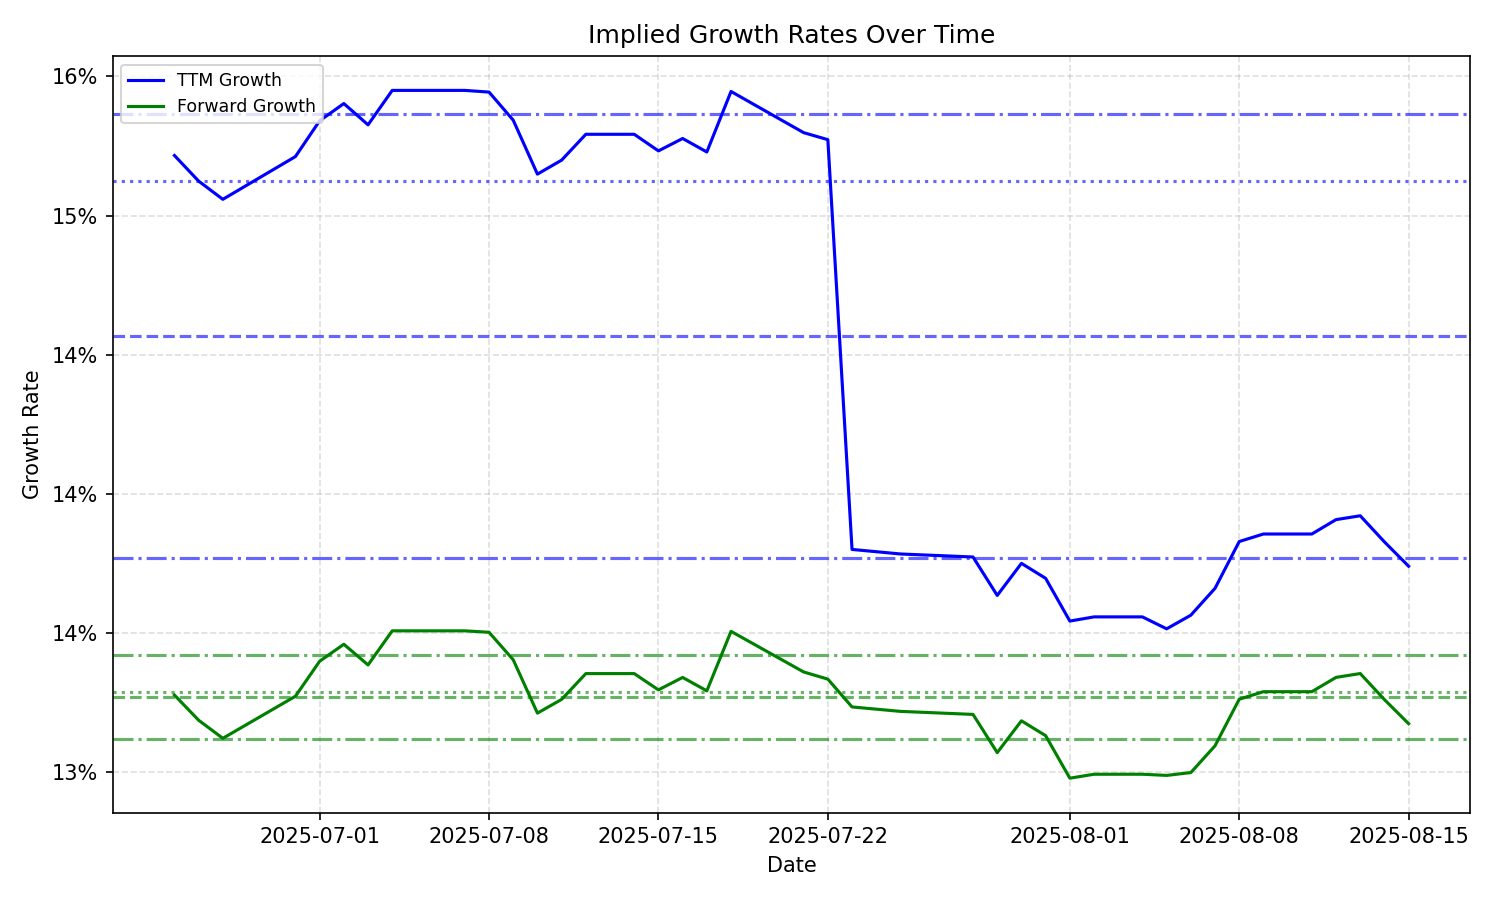 Implied Growth Rates Over Time
TTM Growth
Forward Growth
16%
15%
14%
14%
14%
13%
Growth Rate
2025-07-01
2025-07-08
2025-07-15
2025-07-22
2025-08-01
2025-08-08
2025-08-15
Date